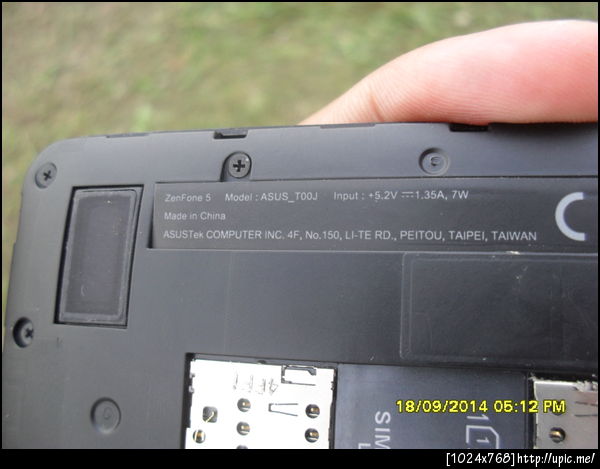 ZenFone 5 Model : ASUS_T00J Input : +5.2V⎓1.35A, 7W
Made in China
ASUSTek COMPUTER INC. 4F, No.150, LI-TE RD., PEITOU, TAIPEI, TAIWAN
1
SIM
18/09/2014 05:12 PM
[1024x768]http://upic.me/